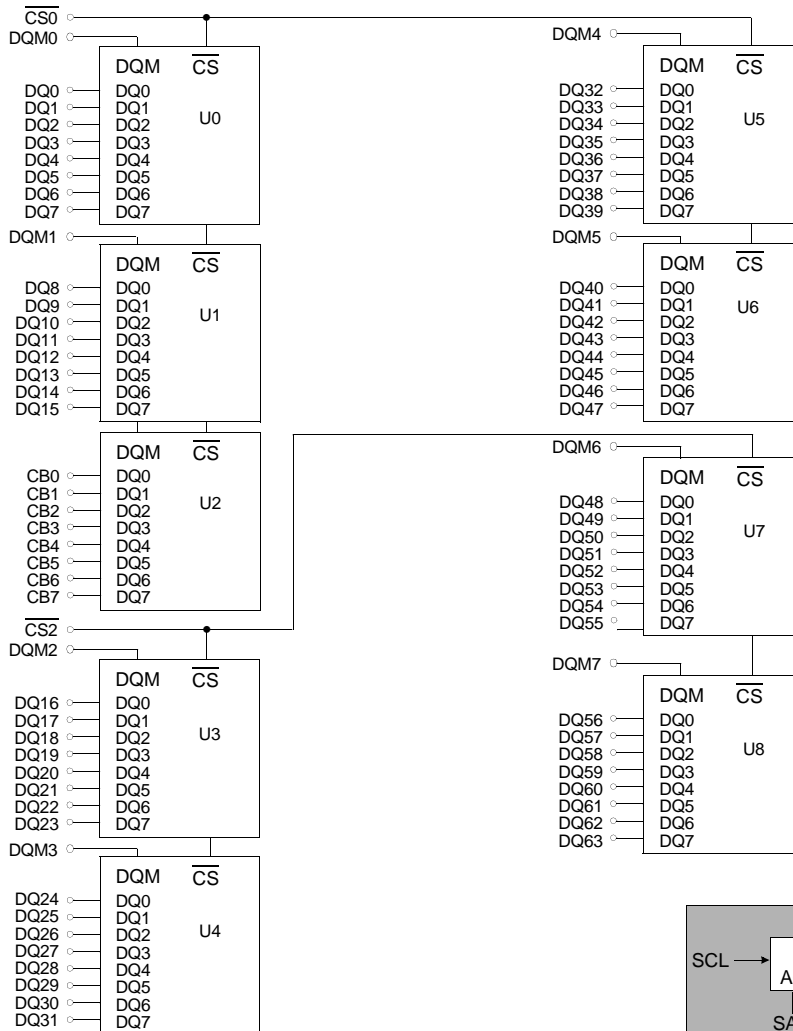 CS0
DQM0
DQM CS
DQ0 DQ0
DQ1 DQ1
DQ2 DQ2
U0
DQ3 DQ3
DQ4 DQ4
DQ5 DQ5
DQ6 DQ6
DQ7 DQ7
DQM1
DQM CS
DQ8 DQ0
DQ9 DQ1
DQ10 DQ2
U1
DQ11 DQ3
DQ12 DQ4
DQ13 DQ5
DQ14 DQ6
DQ15 DQ7
DQM CS
CB0 DQ0
CB1 DQ1
CB2 DQ2
U2
CB3 DQ3
CB4 DQ4
CB5 DQ5
CB6 DQ6
CB7 DQ7
CS2
DQM2
DQM CS
DQ16 DQ0
DQ17 DQ1
DQ18 DQ2
U3
DQ19 DQ3
DQ20 DQ4
DQ21 DQ5
DQ22 DQ6
DQ23 DQ7
DQM3
DQM CS
DQ24 DQ0
DQ25 DQ1
DQ26 DQ2
U4
DQ27 DQ3
DQ28 DQ4
DQ29 DQ5
DQ30 DQ6
DQ31 DQ7
DQM4
DQM CS
DQ32 DQ0
DQ33 DQ1
DQ34 DQ2
U5
DQ35 DQ3
DQ36 DQ4
DQ37 DQ5
DQ38 DQ6
DQ39 DQ7
DQM5
DQM CS
DQ40 DQ0
DQ41 DQ1
DQ42 DQ2
U6
DQ43 DQ3
DQ44 DQ4
DQ45 DQ5
DQ46 DQ6
DQ47 DQ7
DQM6
DQM CS
DQ48 DQ0
DQ49 DQ1
DQ50 DQ2
U7
DQ51 DQ3
DQ52 DQ4
DQ53 DQ5
DQ54 DQ6
DQ55 DQ7
DQM7
DQM CS
DQ56 DQ0
DQ57 DQ1
DQ58 DQ2
U8
DQ59 DQ3
DQ60 DQ4
DQ61 DQ5
DQ62 DQ6
DQ63 DQ7
SCL